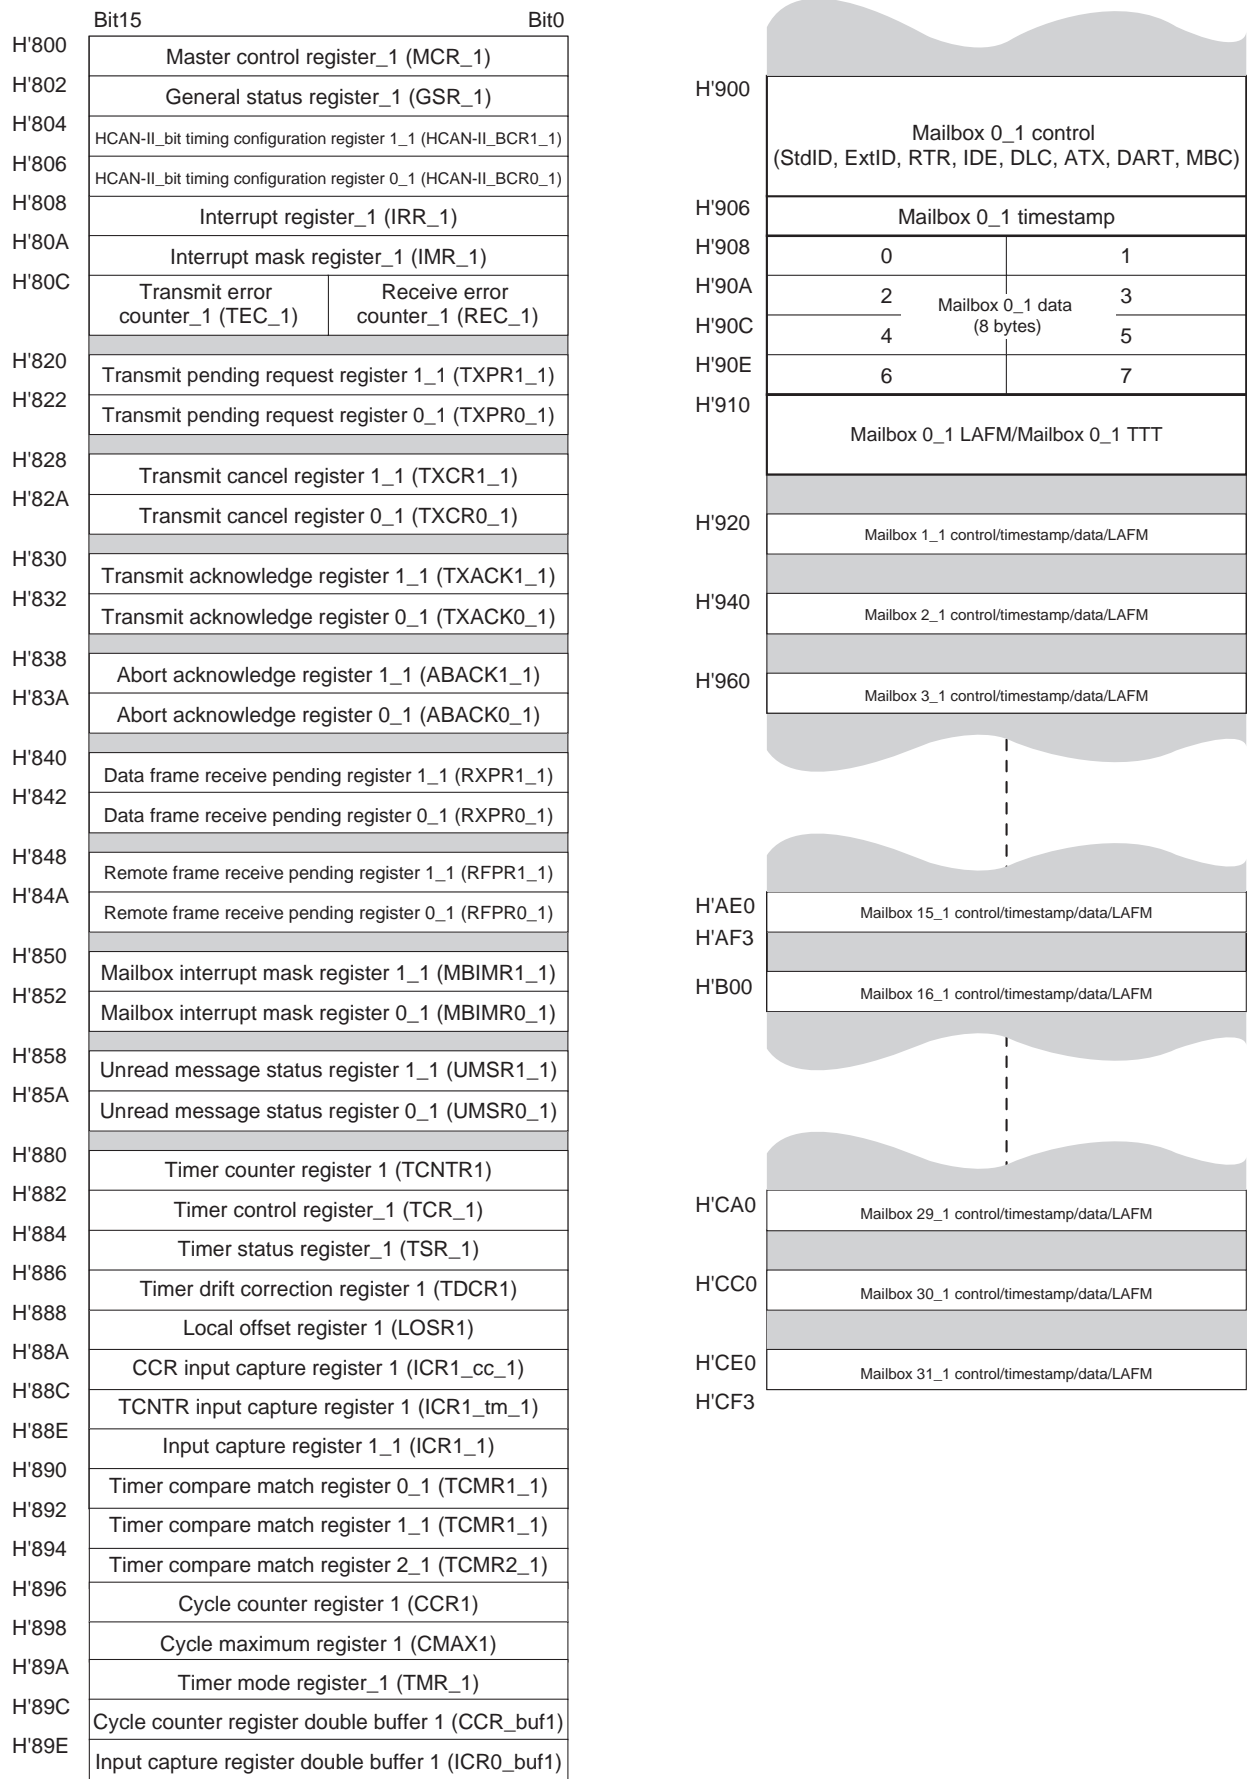 Bit15 Bit0
H'800 Master control register_1 (MCR_1)
H'802 General status register_1 (GSR_1)
H'804 HCAN-II_bit timing configuration register 1_1 (HCAN-II_BCR1_1)
H'806 HCAN-II_bit timing configuration register 0_1 (HCAN-II_BCR0_1)
H'808 Interrupt register_1 (IRR_1)
H'80A Interrupt mask register_1 (IMR_1)
H'80C Transmit error Receive error
counter_1 (TEC_1) counter_1 (REC_1)
H'820 Transmit pending request register 1_1 (TXPR1_1)
H'822 Transmit pending request register 0_1 (TXPR0_1)
H'828 Transmit cancel register 1_1 (TXCR1_1)
H'82A Transmit cancel register 0_1 (TXCR0_1)
H'830 Transmit acknowledge register 1_1 (TXACK1_1)
H'832 Transmit acknowledge register 0_1 (TXACK0_1)
H'838 Abort acknowledge register 1_1 (ABACK1_1)
H'83A Abort acknowledge register 0_1 (ABACK0_1)
H'840 Data frame receive pending register 1_1 (RXPR1_1)
H'842 Data frame receive pending register 0_1 (RXPR0_1)
H'848 Remote frame receive pending register 1_1 (RFPR1_1)
H'84A Remote frame receive pending register 0_1 (RFPR0_1)
H'850 Mailbox interrupt mask register 1_1 (MBIMR1_1)
H'852 Mailbox interrupt mask register 0_1 (MBIMR0_1)
H'858 Unread message status register 1_1 (UMSR1_1)
H'85A Unread message status register 0_1 (UMSR0_1)
H'880 Timer counter register 1 (TCNTR1)
H'882 Timer control register_1 (TCR_1)
H'884 Timer status register_1 (TSR_1)
H'886 Timer drift correction register 1 (TDCR1)
H'888 Local offset register 1 (LOSR1)
H'88A CCR input capture register 1 (ICR1_cc_1)
H'88C TCNTR input capture register 1 (ICR1_tm_1)
H'88E Input capture register 1_1 (ICR1_1)
H'890 Timer compare match register 0_1 (TCMR1_1)
H'892 Timer compare match register 1_1 (TCMR1_1)
H'894 Timer compare match register 2_1 (TCMR2_1)
H'896 Cycle counter register 1 (CCR1)
H'898 Cycle maximum register 1 (CMAX1)
H'89A Timer mode register_1 (TMR_1)
H'89C Cycle counter register double buffer 1 (CCR_buf1)
H'89E Input capture register double buffer 1 (ICR0_buf1)
H'900 Mailbox 0_1 control
(StdID, ExtID, RTR, IDE, DLC, ATX, DART, MBC)
H'906 Mailbox 0_1 timestamp
H'908 0 1
H'90A 2 Mailbox 0_1 data 3
H'90C 4 (8 bytes) 5
H'90E 6 7
H'910 Mailbox 0_1 LAFM/Mailbox 0_1 TTT
H'920 Mailbox 1_1 control/timestamp/data/LAFM
H'940 Mailbox 2_1 control/timestamp/data/LAFM
H'960 Mailbox 3_1 control/timestamp/data/LAFM
H'AE0 Mailbox 15_1 control/timestamp/data/LAFM
H'AF3
H'B00 Mailbox 16_1 control/timestamp/data/LAFM
H'CA0 Mailbox 29_1 control/timestamp/data/LAFM
H'CC0 Mailbox 30_1 control/timestamp/data/LAFM
H'CE0 Mailbox 31_1 control/timestamp/data/LAFM
H'CF3